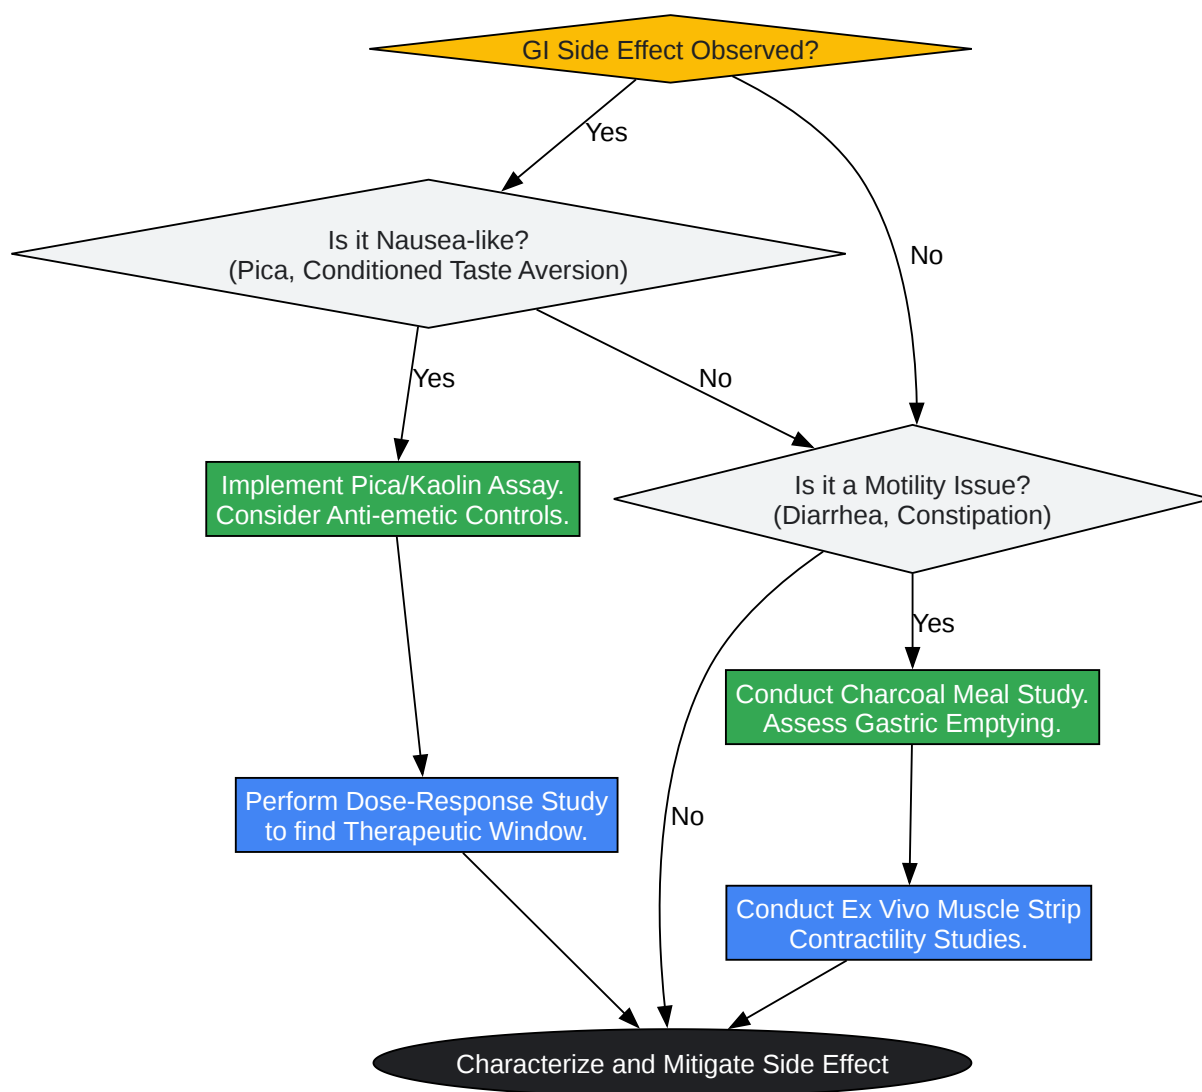 GI Side Effect Observed?
Yes
No
Is it Nausea-like?
(Pica, Conditioned Taste Aversion)
Yes
No
Implement Pica/Kaolin Assay.
Consider Anti-emetic Controls.
Is it a Motility Issue?
(Diarrhea, Constipation)
Yes
No
Conduct Charcoal Meal Study.
Assess Gastric Emptying.
Perform Dose-Response Study
to find Therapeutic Window.
Conduct Ex Vivo Muscle Strip
Contractility Studies.
Characterize and Mitigate Side Effect